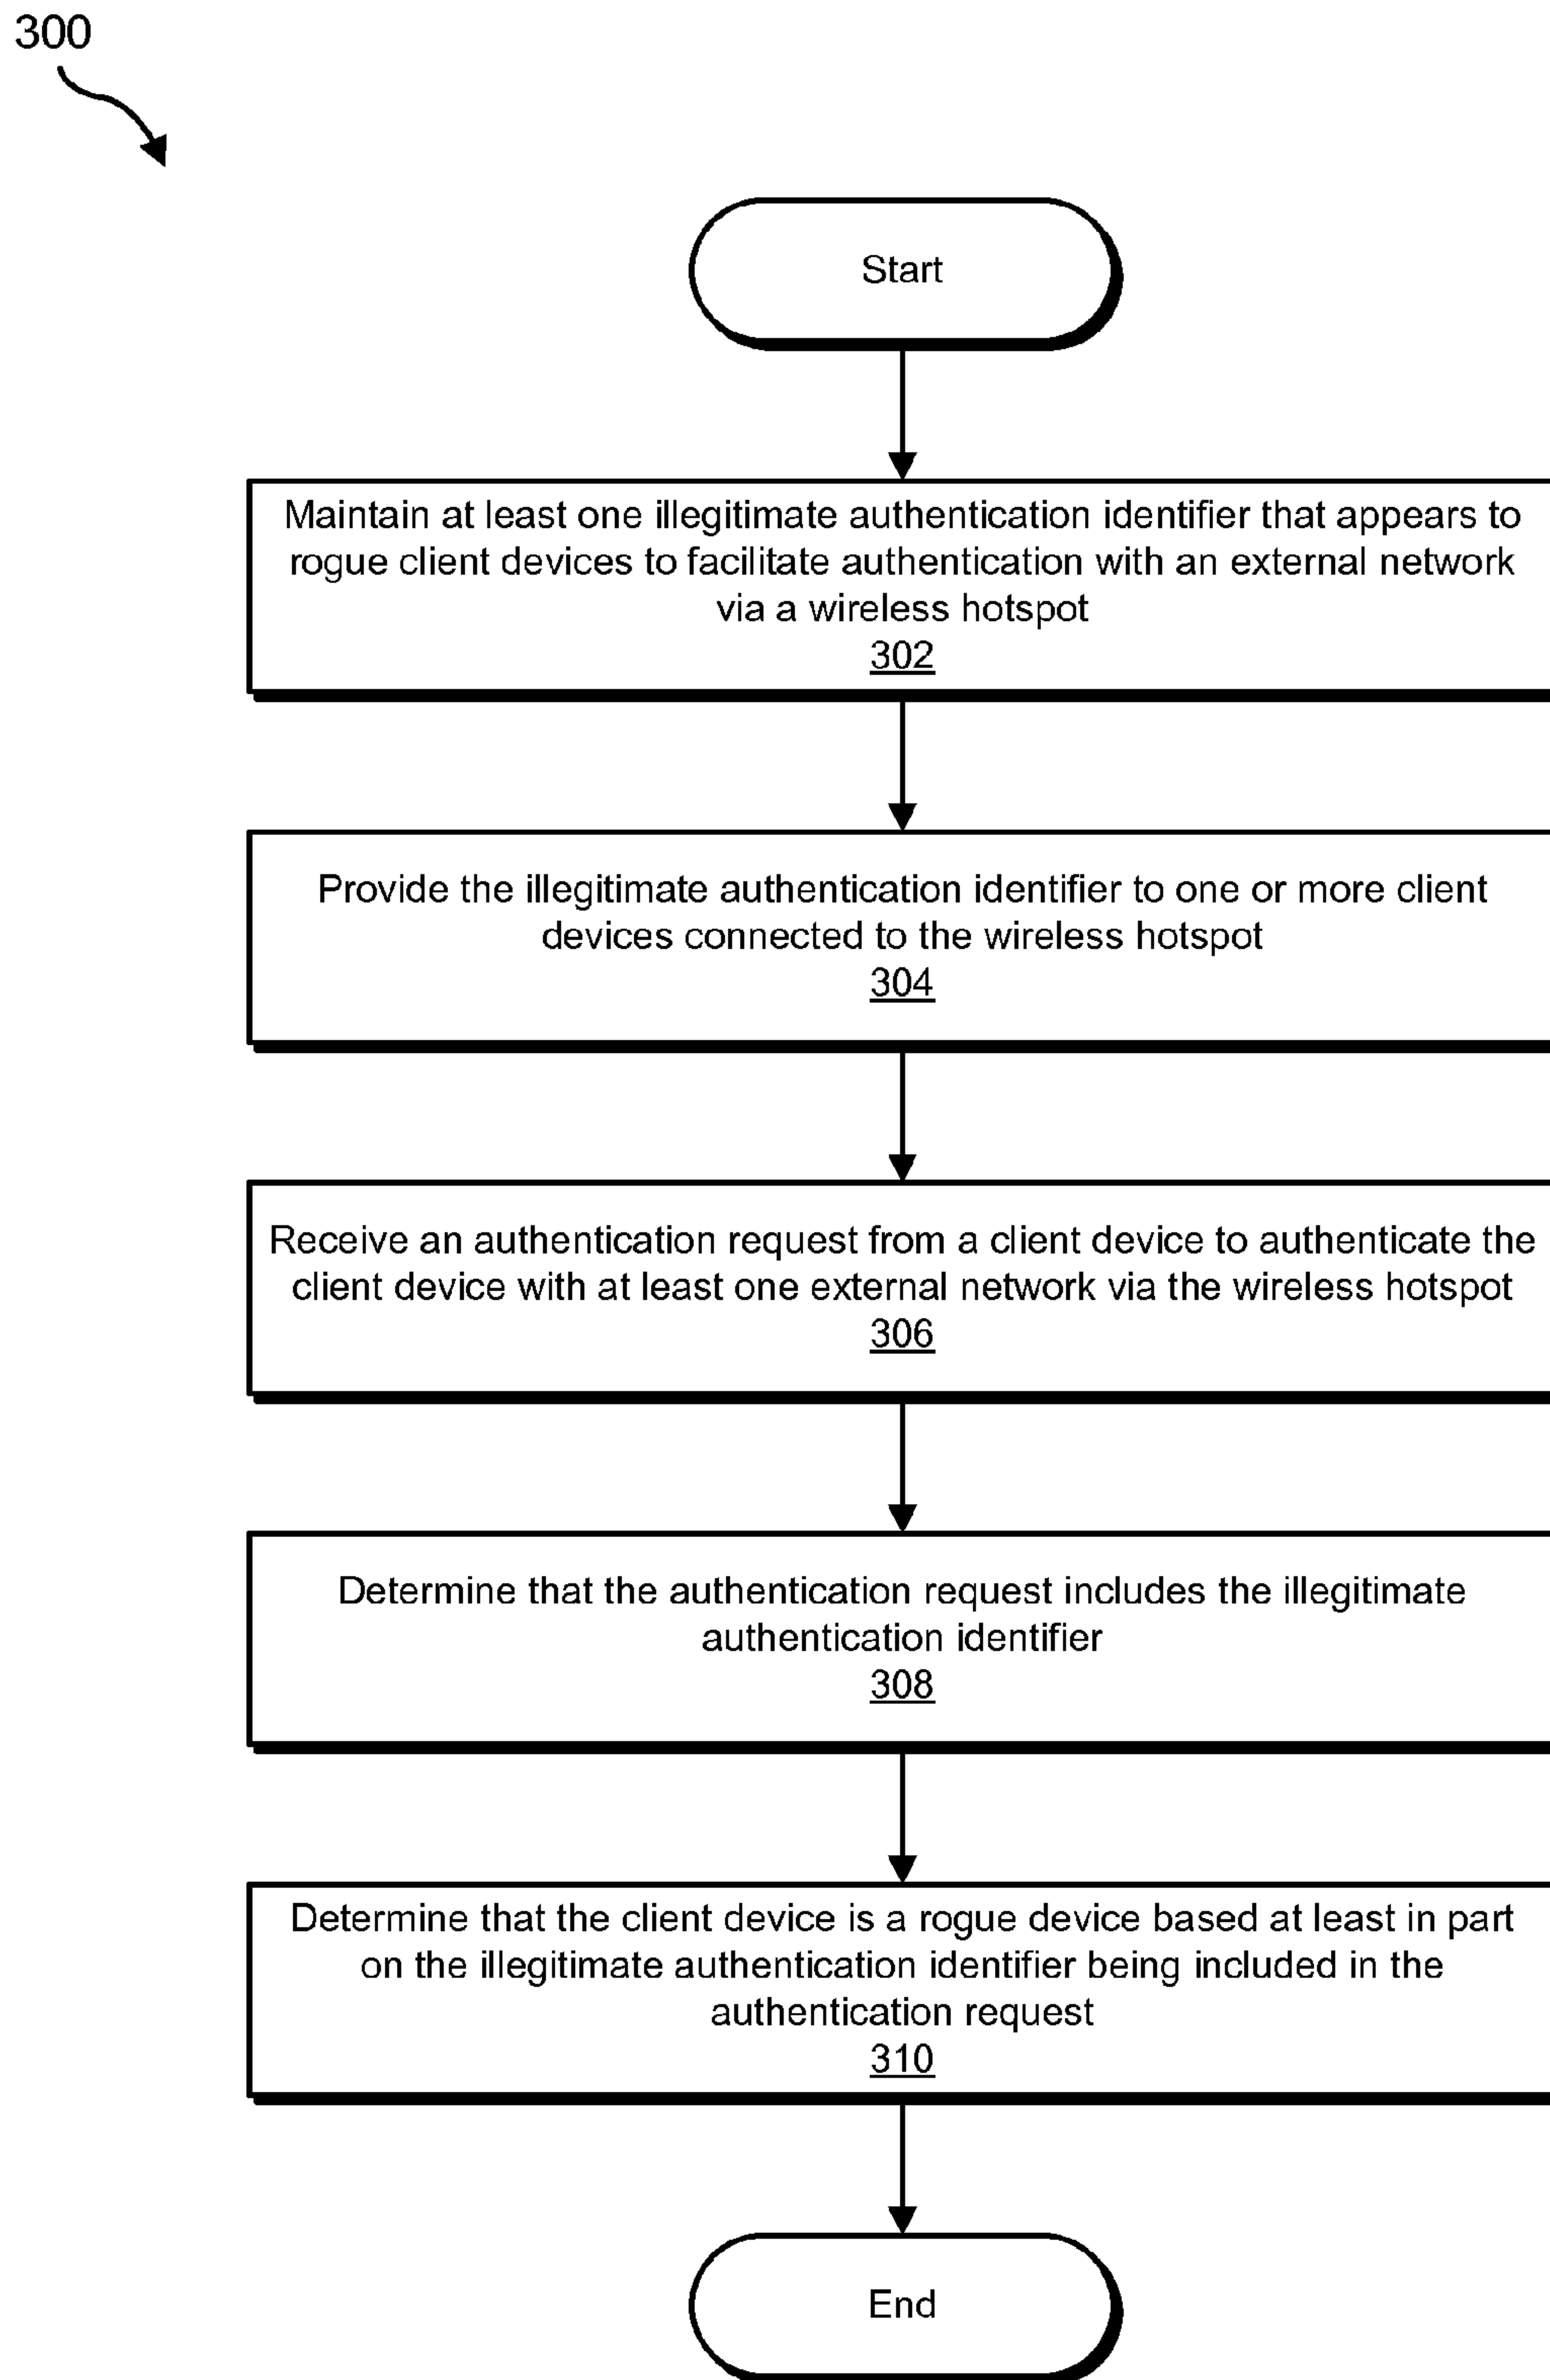 300
Start
Maintain at least one illegitimate authentication identifier that appears to
rogue client devices to facilitate authentication with an external network
via a wireless hotspot
302
Provide the illegitimate authentication identifier to one or more client
devices connected to the wireless hotspot
304
Receive an authentication request from a client device to authenticate the
client device with at least one external network via the wireless hotspot
306
Determine that the authentication request includes the illegitimate
authentication identifier
308
Determine that the client device is a rogue device based at least in part
on the illegitimate authentication identifier being included in the
authentication request
310
End